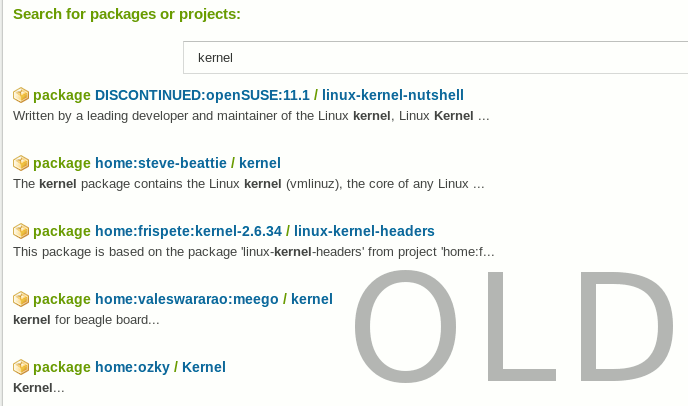 Search for packages or projects:
kernel
package DISCONTINUED:openSUSE:11.1 / linux-kernel-nutshell
Written by a leading developer and maintainer of the Linux kernel, Linux Kernel ...
package home:steve-beattie / kernel
The kernel package contains the Linux kernel (vmlinuz), the core of any Linux ...
package home:frispete:kernel-2.6.34 / linux-kernel-headers
This package is based on the package 'linux-kernel-headers' from project 'home:f...
package home:valeswararao:meego / kernel
kernel for beagle board...
package home:ozky / Kernel
Kernel...
OLD